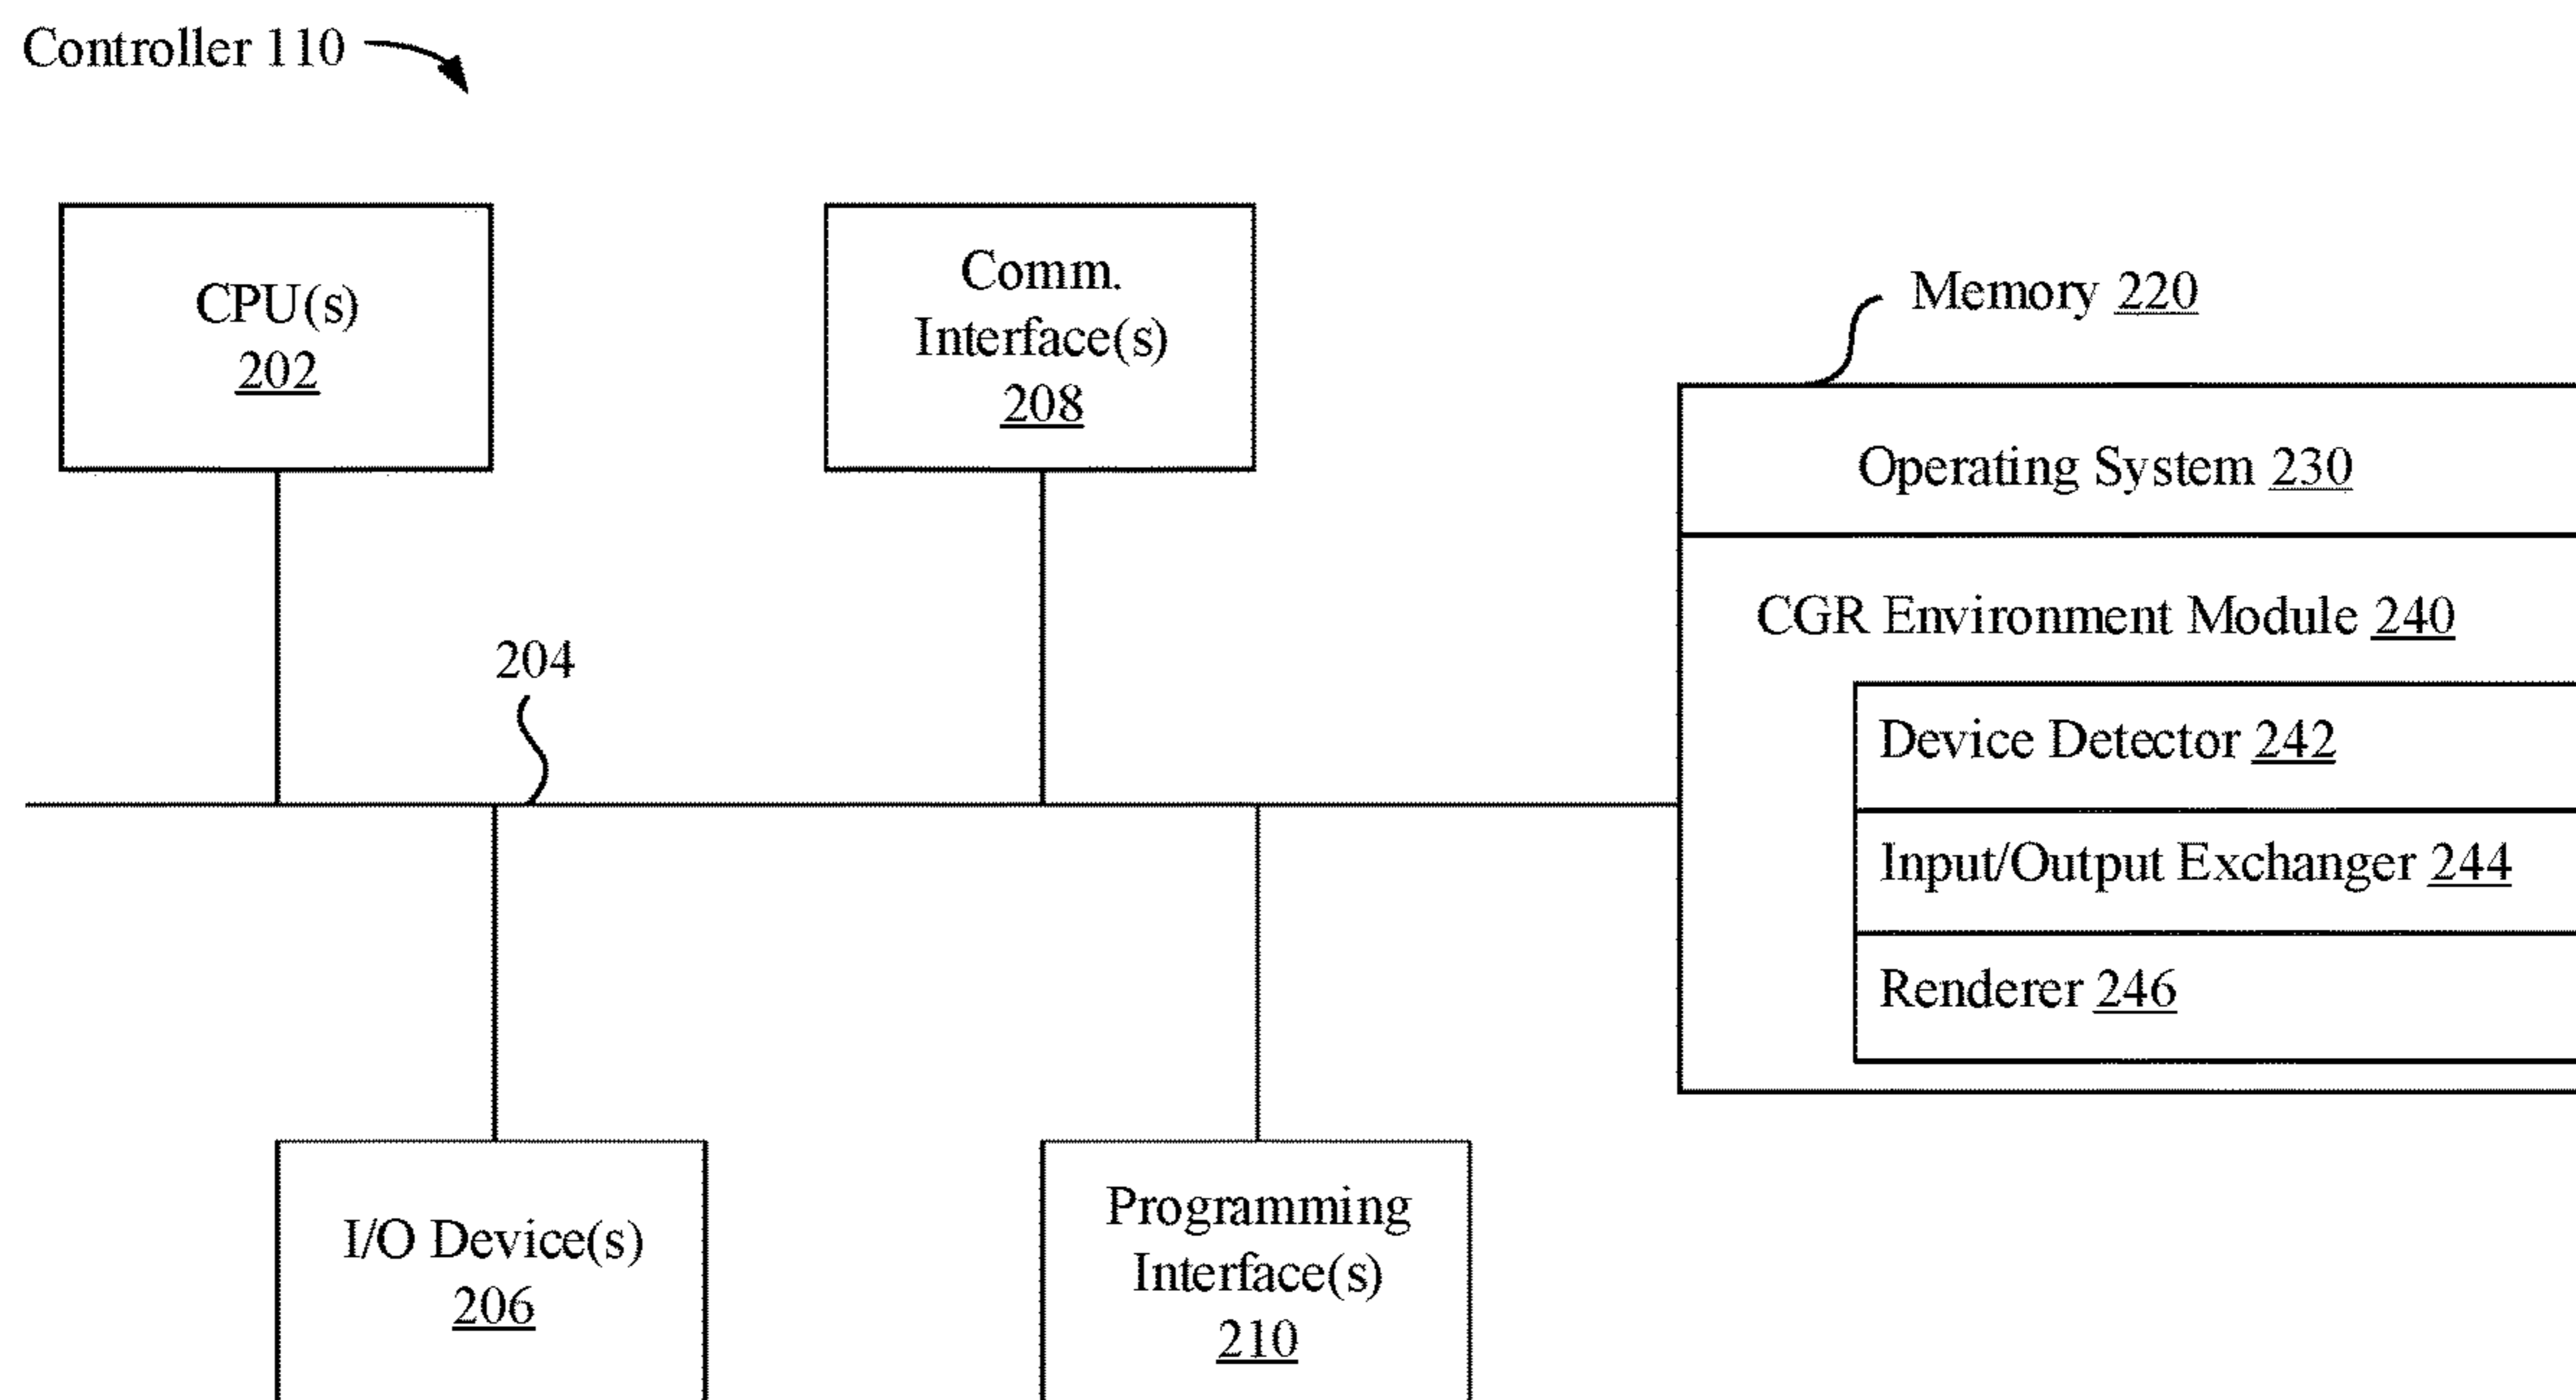 Controller 110
CPU(s)
202
Comm.
Interface(s)
208
Memory 220
Operating System 230
CGR Environment Module 240
204
Device Detector 242
Input/Output Exchanger 244
Renderer 246
I/O Device(s)
206
Programming
Interface(s)
210